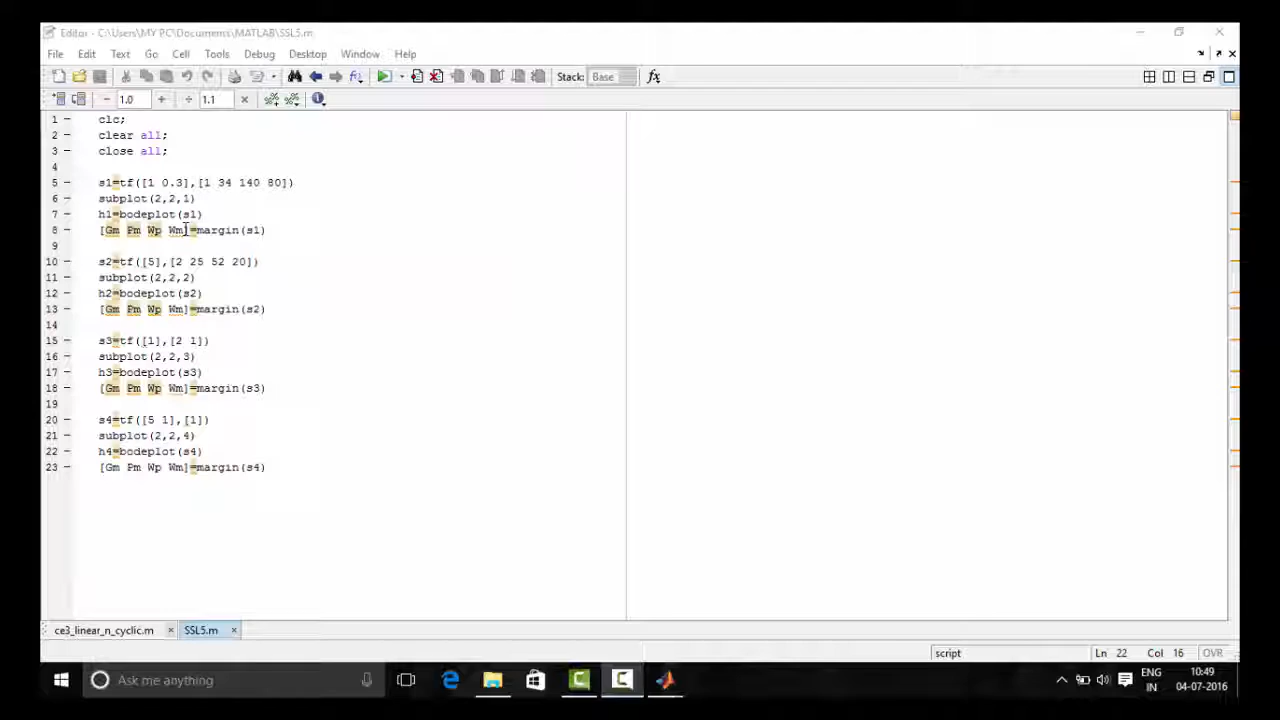 Editor - C:\Users\MY PC\Documents\MATLAB\SSL5.m
File Edit Text Go Cell Tools Debug Desktop Window Help
Stack: Base fx
1.0 1.1
1 clc;
2 clear all;
3 close all;
4
5 s1=tf([1 0.3],[1 34 140 80])
6 subplot(2,2,1)
7 h1=bodeplot(s1)
8 [Gm Pm Wp Wm]=margin(s1)
9
10 s2=tf([5],[2 25 52 20])
11 subplot(2,2,2)
12 h2=bodeplot(s2)
13 [Gm Pm Wp Wm]=margin(s2)
14
15 s3=tf([1],[2 1])
16 subplot(2,2,3)
17 h3=bodeplot(s3)
18 [Gm Pm Wp Wm]=margin(s3)
19
20 s4=tf([5 1],[1])
21 subplot(2,2,4)
22 h4=bodeplot(s4)
23 [Gm Pm Wp Wm]=margin(s4)
ce3_linear_n_cyclic.m SSL5.m
script Ln 22 Col 16 OVR
Ask me anything
ENG 10:49
IN 04-07-2016